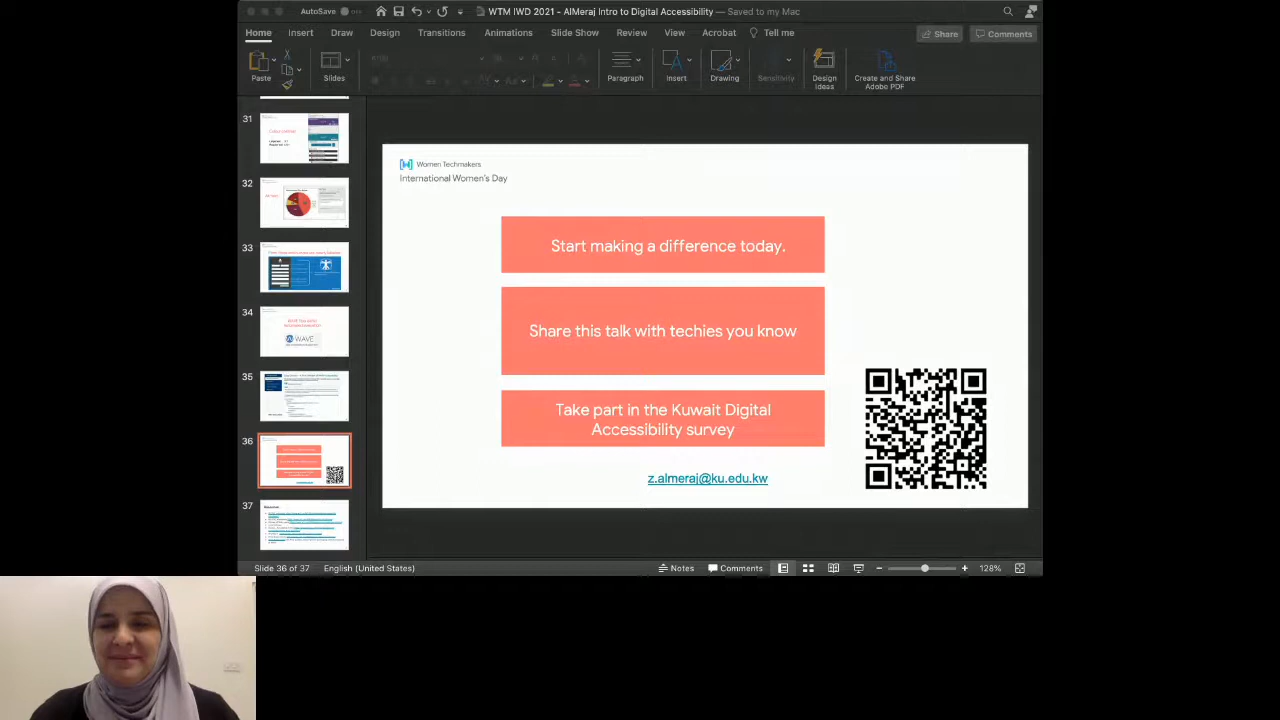 AutoSave
WTM IWD 2021 - AlMeraj Intro to Digital Accessibility — Saved to my Mac
Home Insert Draw Design Transitions Animations Slide Show Review View Acrobat Tell me
Share Comments
Paste Slides Paragraph Insert Drawing Sensitivity Design Ideas Create and Share Adobe PDF
31
32
33
34
WAVE
35
36
37
Women Techmakers
International Women's Day
Start making a difference today.
Share this talk with techies you know
Take part in the Kuwait Digital
Accessibility survey
z.almeraj@ku.edu.kw
Slide 36 of 37 English (United States) Notes Comments 128%